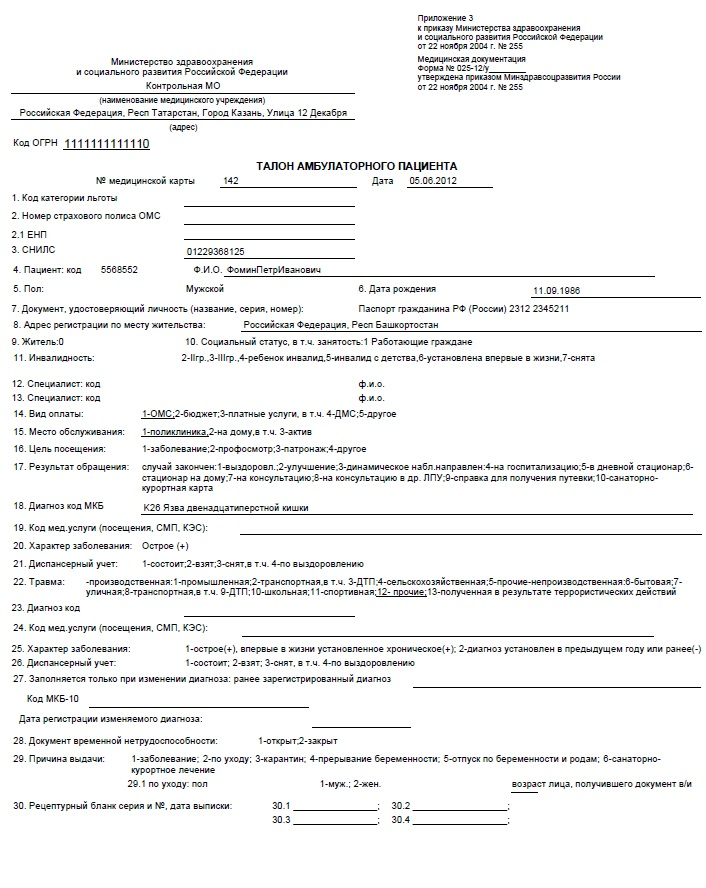 Приложение 3
к приказу Министерства здравоохранения
и социального развития Российской Федерации
от 22 ноября 2004 г. № 255
Медицинская документация
Форма № 025-12/у________
утверждена приказом Минздравсоцразвития России
от 22 ноября 2004 г. № 255
Министерство здравоохранения
и социального развития Российской Федерации
Контрольная МО
(наименование медицинского учреждения)
Российская Федерация, Респ Татарстан, Город Казань, Улица 12 Декабря
(адрес)
Код ОГРН 1111111111110
ТАЛОН АМБУЛАТОРНОГО ПАЦИЕНТА
№ медицинской карты 142 Дата 05.06.2012
1. Код категории льготы
2. Номер страхового полиса ОМС
2.1 ЕНП
3. СНИЛС 01229368125
4. Пациент: код 5568552 Ф.И.О. ФоминПетрИванович
5. Пол: Мужской 6. Дата рождения 11.09.1986
7. Документ, удостоверяющий личность (название, серия, номер): Паспорт гражданина РФ (России) 2312 2345211
8. Адрес регистрации по месту жительства: Российская Федерация, Респ Башкортостан
9. Житель:0 10. Социальный статус, в т.ч. занятость:1 Работающие граждане
11. Инвалидность: 2-IIгр.,3-IIIгр.,4-ребенок инвалид,5-инвалид с детства,6-установлена впервые в жизни,7-снята
12. Специалист: код ф.и.о.
13. Специалист: код ф.и.о.
14. Вид оплаты: 1-ОМС;2-бюджет;3-платные услуги, в т.ч. 4-ДМС;5-другое
15. Место обслуживания: 1-поликлиника,2-на дому,в т.ч. 3-актив
16. Цель посещения: 1-заболевание;2-профосмотр;3-патронаж;4-другое
17. Результат обращения: случай закончен:1-выздоровл.;2-улучшение;3-динамическое набл.направлен:4-на госпитализацию;5-в дневной стационар;6-
стационар на дому;7-на консультацию;8-на консультацию в др. ЛПУ;9-справка для получения путевки;10-санаторно-
курортная карта
18. Диагноз код МКБ К26 Язва двенадцатиперстной кишки
19. Код мед.услуги (посещения, СМП, КЭС):
20. Характер заболевания: Острое (+)
21. Диспансерный учет: 1-состоит;2-взят;3-снят,в т.ч. 4-по выздоровлению
22. Травма: -производственная:1-промышленная;2-транспортная,в т.ч. 3-ДТП;4-сельскохозяйственная;5-прочие-непроизводственная:6-бытовая;7-
уличная;8-транспортная,в т.ч. 9-ДТП;10-школьная;11-спортивная;12- прочие;13-полученная в результате террористических действий
23. Диагноз код
24. Код мед.услуги (посещения, СМП, КЭС):
25. Характер заболевания: 1-острое(+), впервые в жизни установленное хроническое(+); 2-диагноз установлен в предыдущем году или ранее(-)
26. Диспансерный учет: 1-состоит; 2-взят; 3-снят, в т.ч. 4-по выздоровлению
27. Заполняется только при изменении диагноза: ранее зарегистрированный диагноз
Код МКБ-10
Дата регистрации изменяемого диагноза:
28. Документ временной нетрудоспособности: 1-открыт;2-закрыт
29. Причина выдачи: 1-заболевание; 2-по уходу; 3-карантин; 4-прерывание беременности; 5-отпуск по беременности и родам; 6-санаторно-
курортное лечение
29.1 по уходу: пол 1-муж.; 2-жен. возраст лица, получившего документ в/и
30. Рецептурный бланк серия и №, дата выписки: 30.1 ________________; 30.2 __________________;
30.3 ________________; 30.4 __________________;